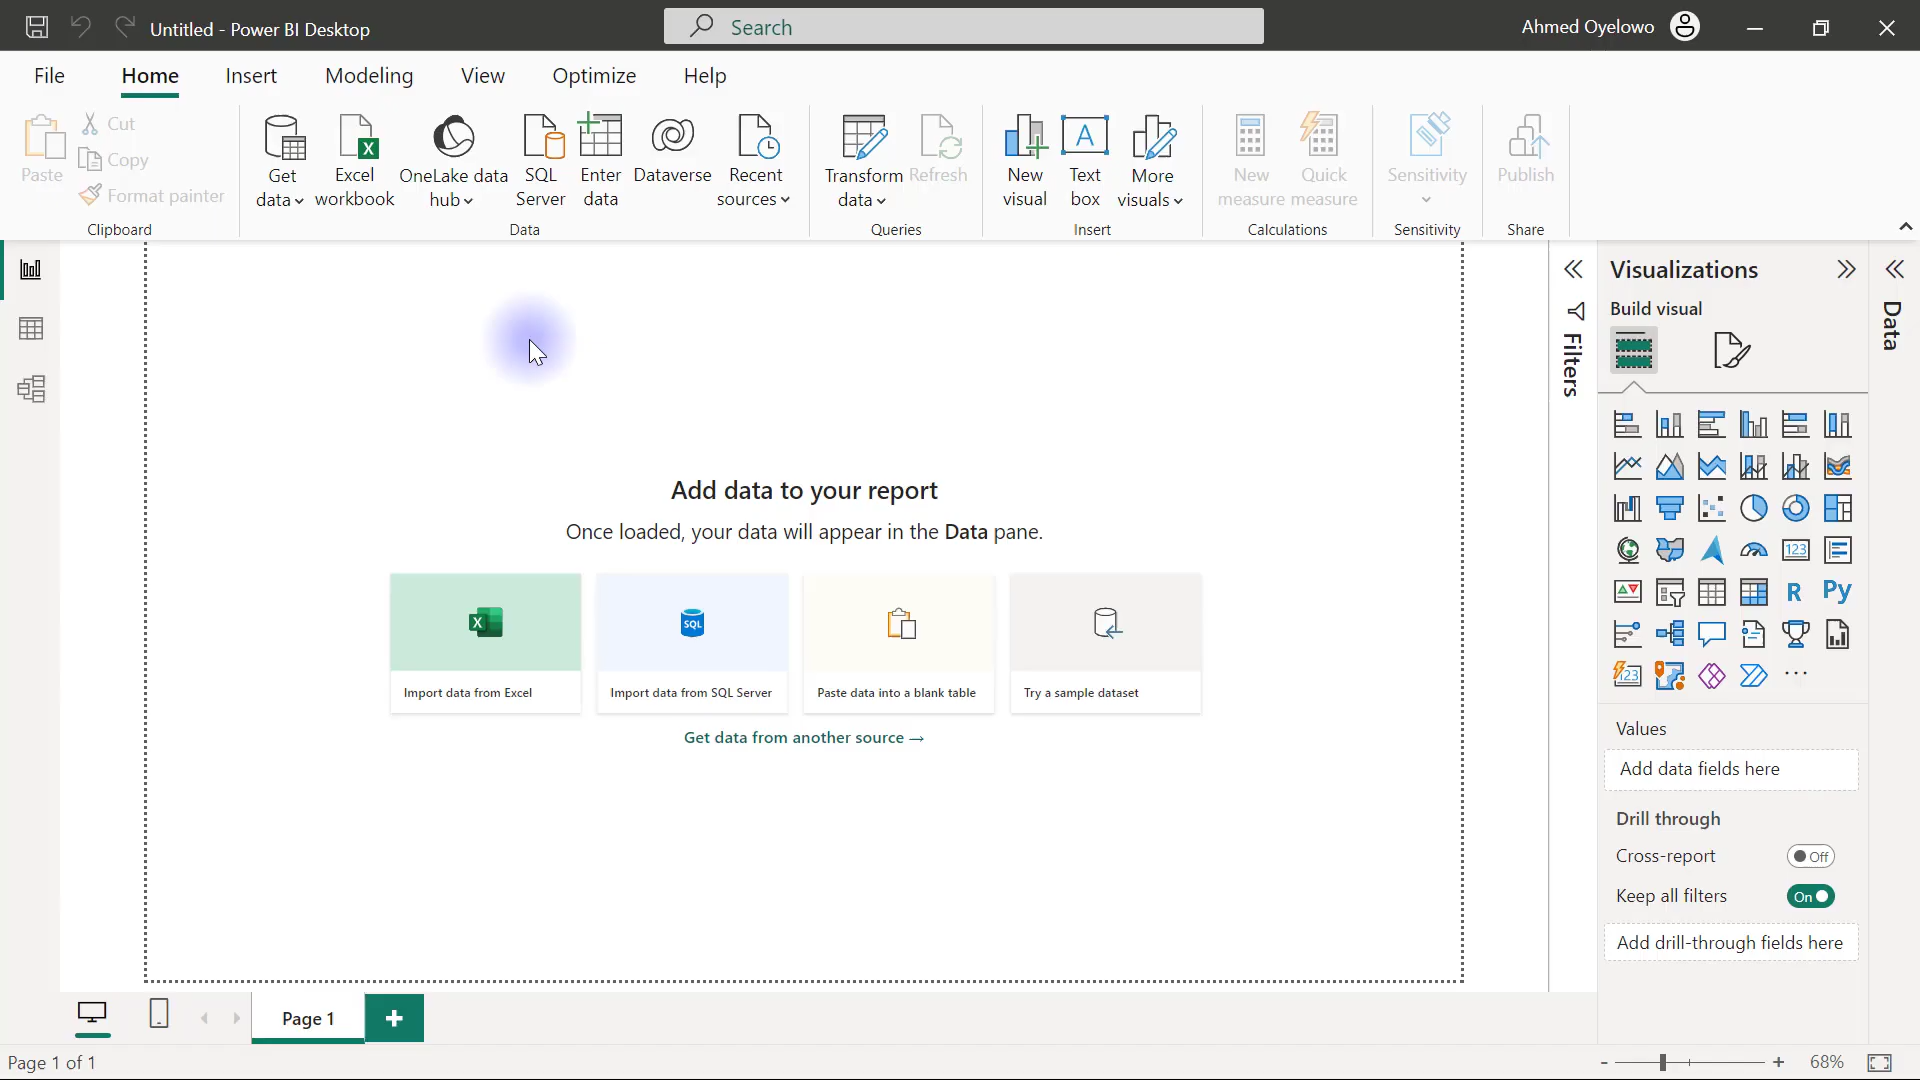 Untitled - Power BI Desktop
Search
Ahmed Oyelowo
File
Home
Insert
Modeling
View
Optimize
Help
Paste
Cut
Copy
Format painter
Clipboard
Get data
Excel workbook
OneLake data hub
SQL Server
Enter data
Dataverse
Recent sources
Data
Transform data
Refresh
Queries
New visual
Text box
More visuals
Insert
New measure
Quick measure
Calculations
Sensitivity
Sensitivity
Publish
Share
Add data to your report
Once loaded, your data will appear in the Data pane.
X
SQL
Import data from Excel
Import data from SQL Server
Paste data into a blank table
Try a sample dataset
Get data from another source →
Filters
Visualizations
Build visual
123
R
Py
123
...
Values
Add data fields here
Drill through
Cross-report
Off
Keep all filters
On
Add drill-through fields here
Data
Page 1
Page 1 of 1
- + 68%